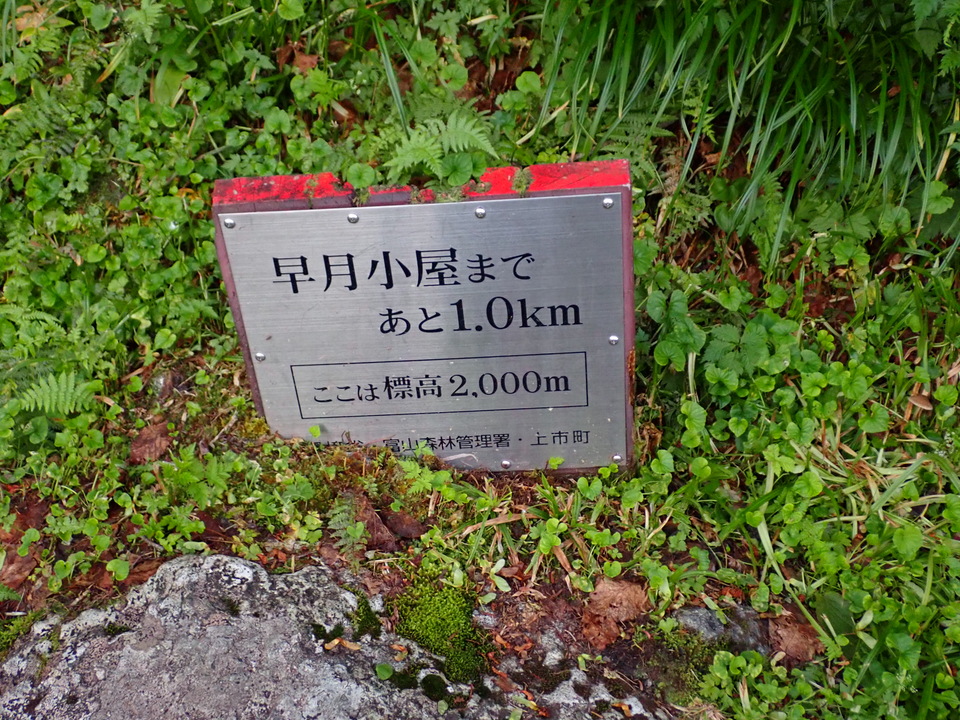 早月小屋まで
あと1.0km
ここは標高2,000m
富山森林管理署・上市町